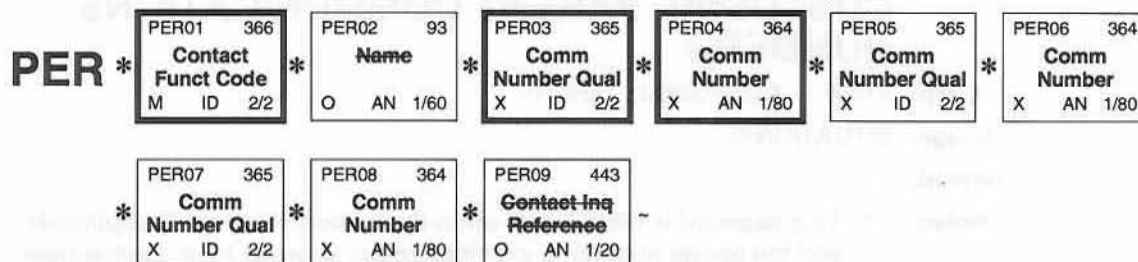 PER01 366 PER02 93 PER03 365 PER04 364 PER05 365 PER06 364
PER * Contact Funct Code * Name * Comm Number Qual * Comm Number * Comm Number Qual * Comm Number
M ID 2/2 O AN 1/60 X ID 2/2 X AN 1/80 X ID 2/2 X AN 1/80
PER07 365 PER08 364 PER09 443
* Comm Number Qual * Comm Number * Contact Inq Reference ~
X ID 2/2 X AN 1/80 O AN 1/20